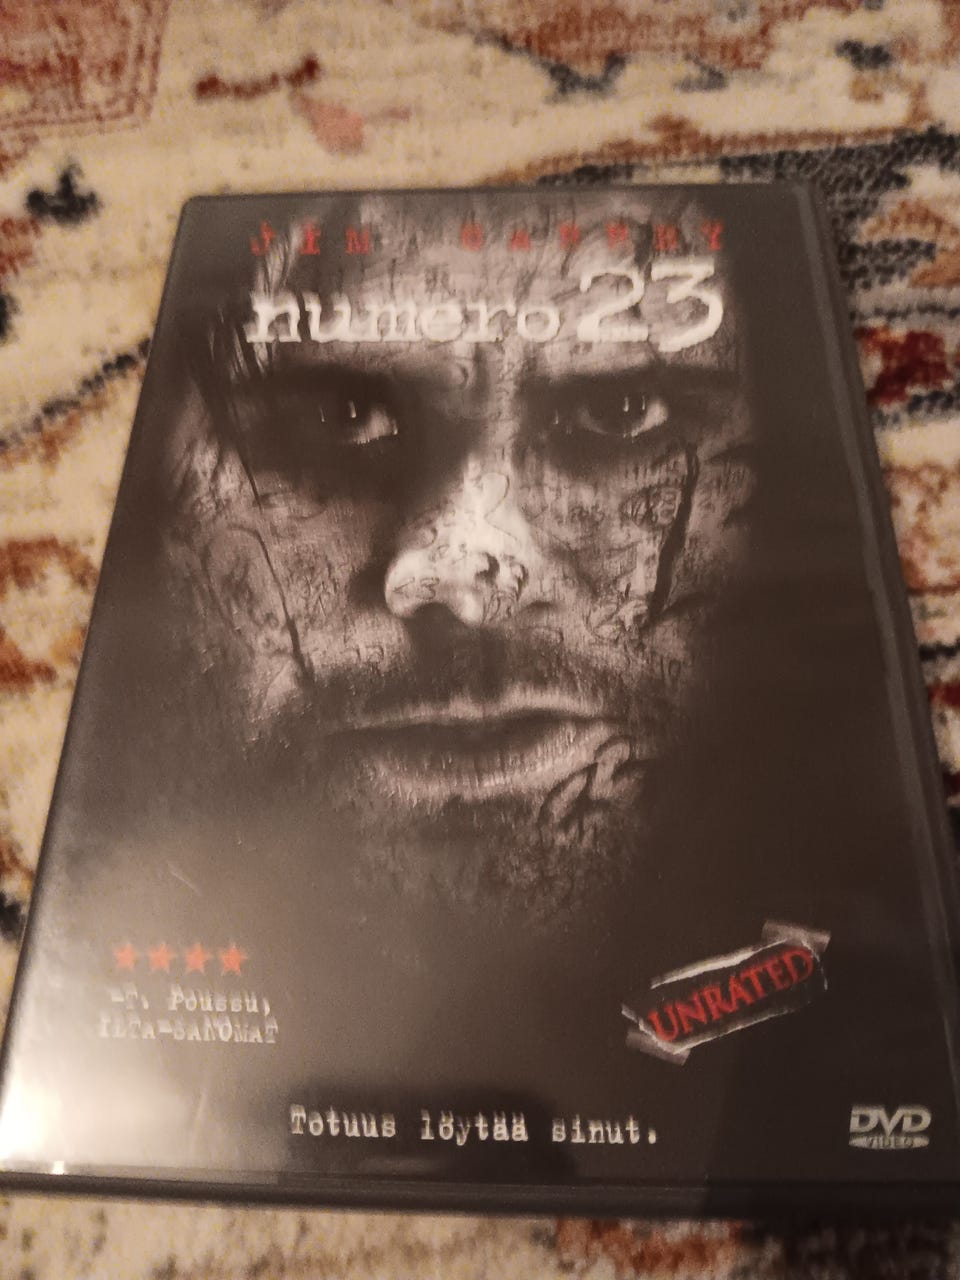 JIM CARREY
numero 23
-T. Poussu,
ILTA-SANOMAT
UNRATED
Totuus löytää sinut.
DVD
VIDEO